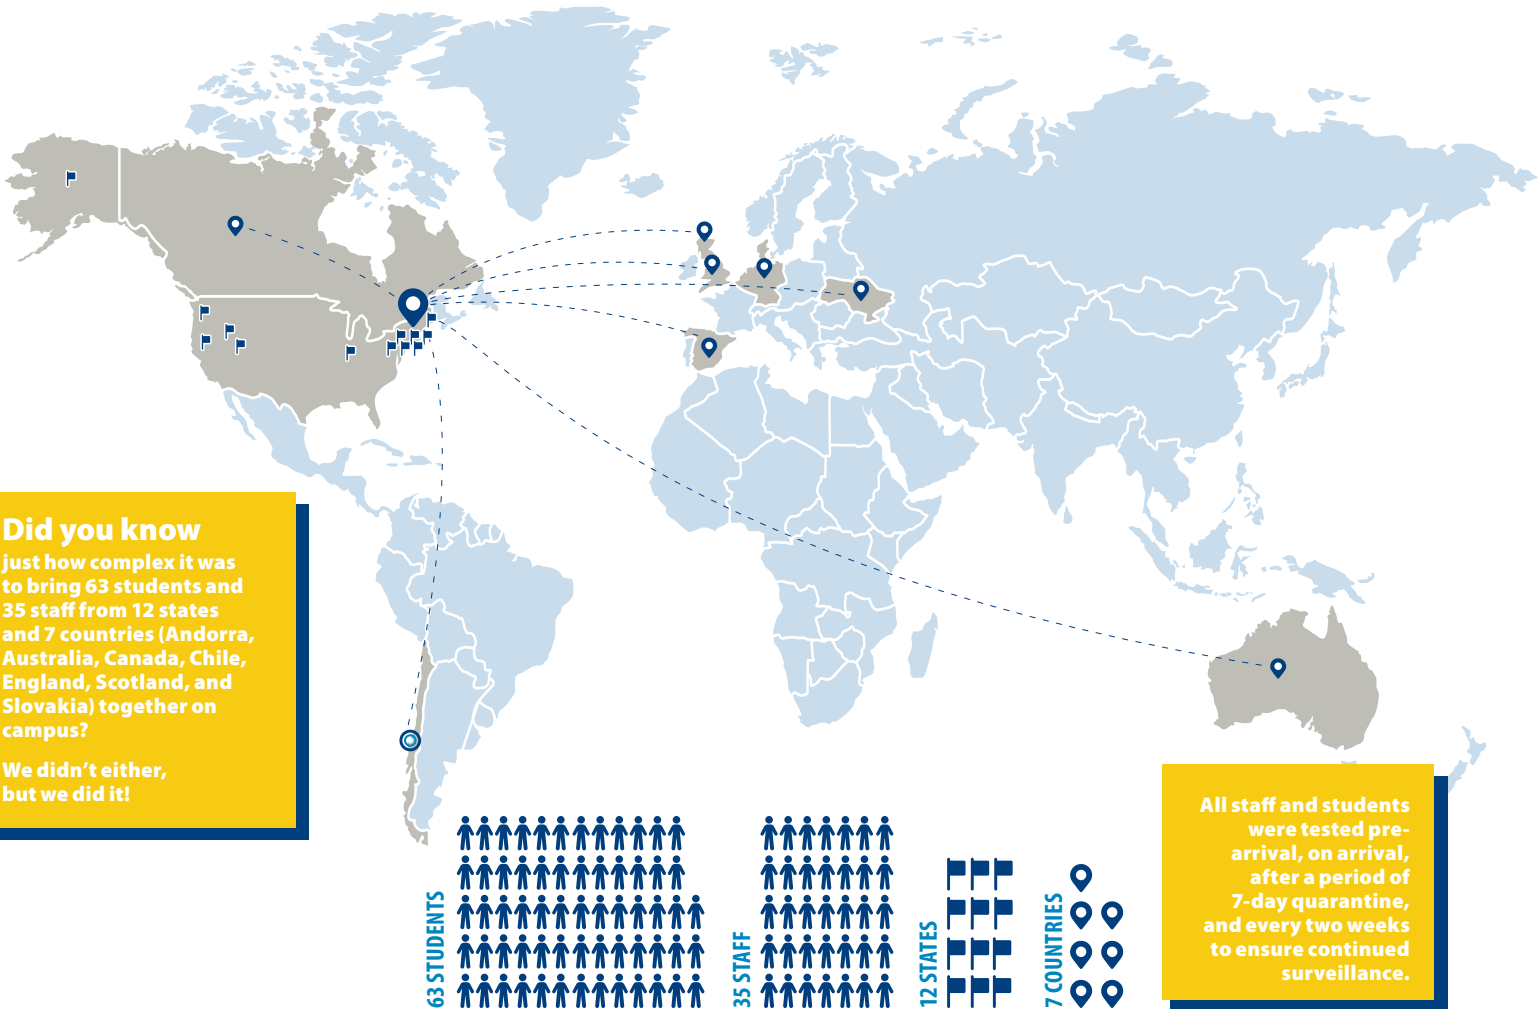 Did you know
just how complex it was
to bring 63 students and
35 staff from 12 states
and 7 countries (Andorra,
Australia, Canada, Chile,
England, Scotland, and
Slovakia) together on
campus?
We didn't either,
but we did it!
63 STUDENTS
35 STAFF
12 STATES
7 COUNTRIES
All staff and students
were tested pre-
arrival, on arrival,
after a period of
7-day quarantine,
and every two weeks
to ensure continued
surveillance.